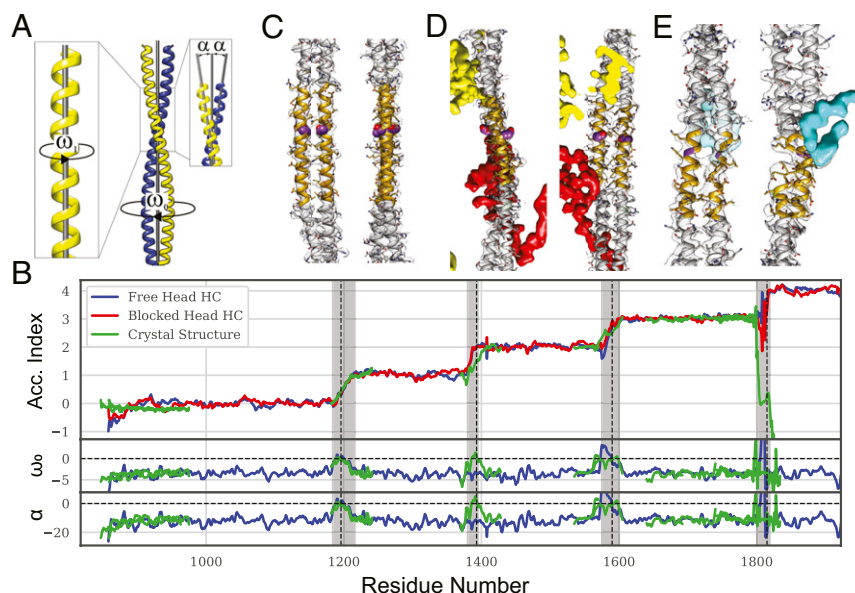 A
C
D
E
α α
ω₁
ω₀
B
Free Head HC
Blocked Head HC
Crystal Structure
Acc. Index
4
3
2
1
0
−1
ω₀
0
−5
α
0
−20
1000 1200 1400 1600 1800
Residue Number